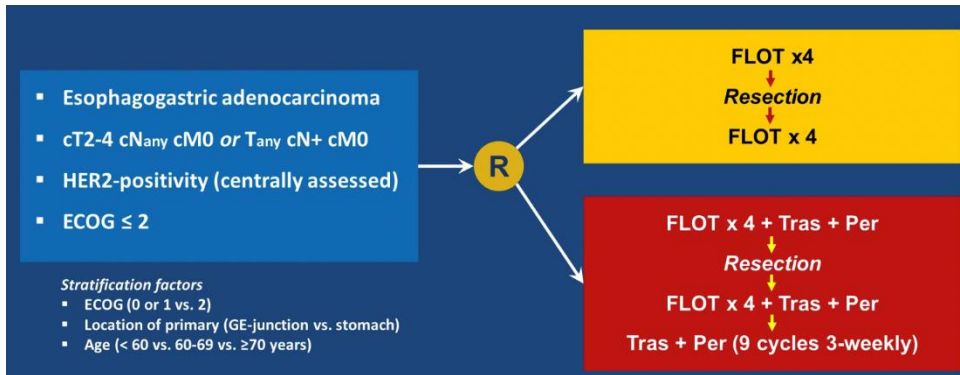 ▪ Esophagogastric adenocarcinoma
▪ cT2-4 cNany cM0 or Tany cN+ cM0
▪ HER2-positivity (centrally assessed)
▪ ECOG ≤ 2
Stratification factors
▪ ECOG (0 or 1 vs. 2)
▪ Location of primary (GE-junction vs. stomach)
▪ Age (< 60 vs. 60-69 vs. ≥70 years)
R
FLOT x4
Resection
FLOT x 4
FLOT x 4 + Tras + Per
Resection
FLOT x 4 + Tras + Per
Tras + Per (9 cycles 3-weekly)